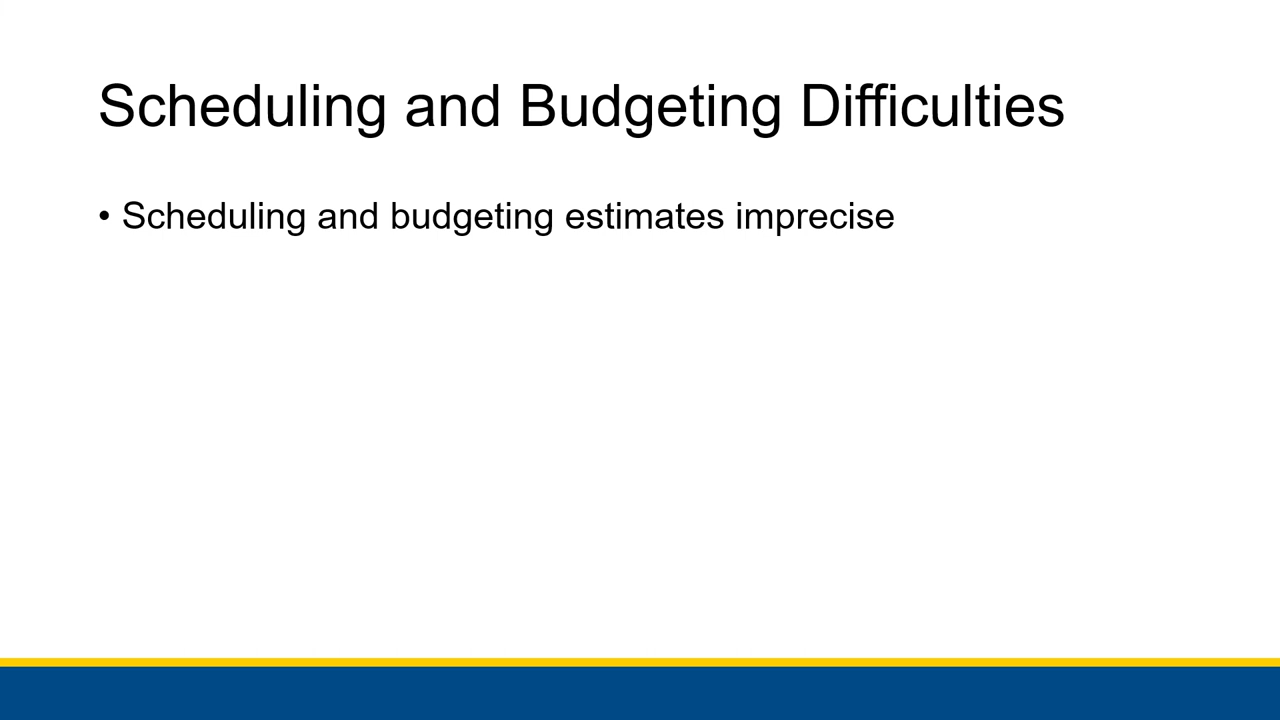 Scheduling and Budgeting Difficulties
• Scheduling and budgeting estimates imprecise